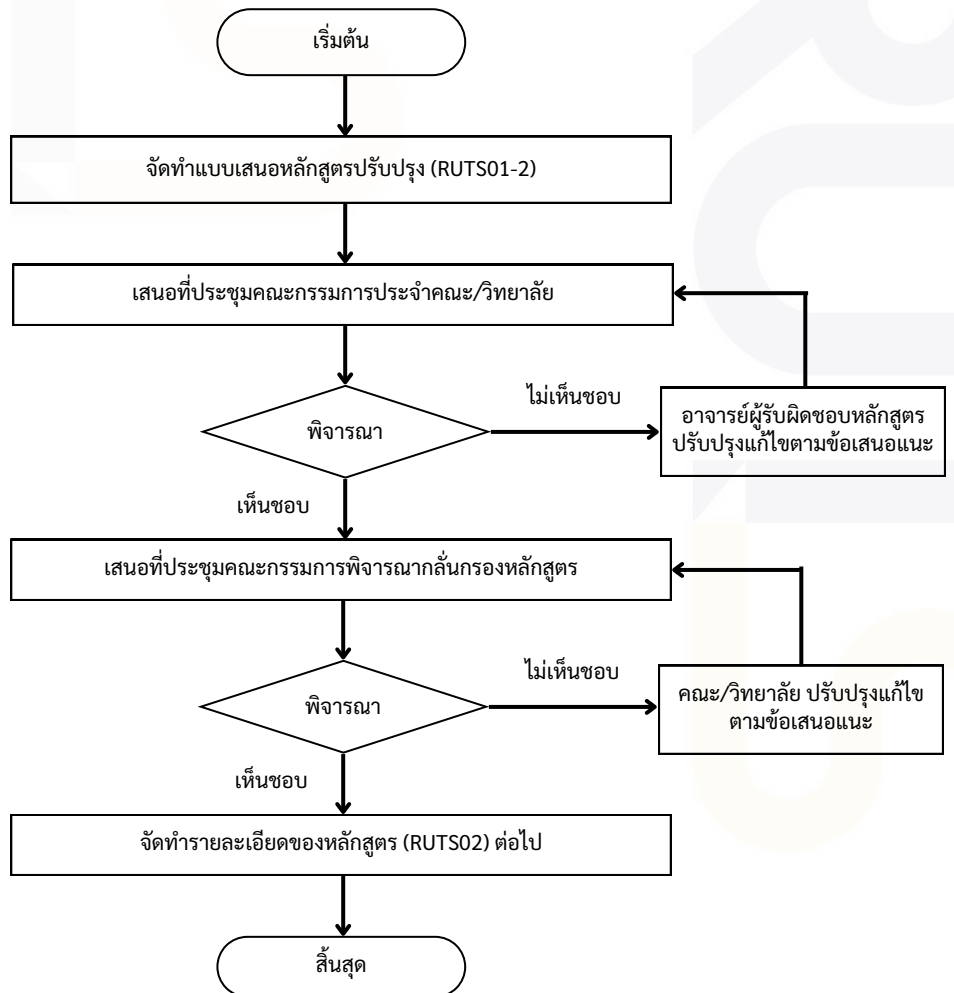 เริ่มต้น
จัดทำแบบเสนอหลักสูตรปรับปรุง (RUTS01-2)
เสนอที่ประชุมคณะกรรมการประจำคณะ/วิทยาลัย
พิจารณา
ไม่เห็นชอบ
อาจารย์ผู้รับผิดชอบหลักสูตร
ปรับปรุงแก้ไขตามข้อเสนอแนะ
เห็นชอบ
เสนอที่ประชุมคณะกรรมการพิจารณากลั่นกรองหลักสูตร
พิจารณา
ไม่เห็นชอบ
คณะ/วิทยาลัย ปรับปรุงแก้ไข
ตามข้อเสนอแนะ
เห็นชอบ
จัดทำรายละเอียดของหลักสูตร (RUTS02) ต่อไป
สิ้นสุด